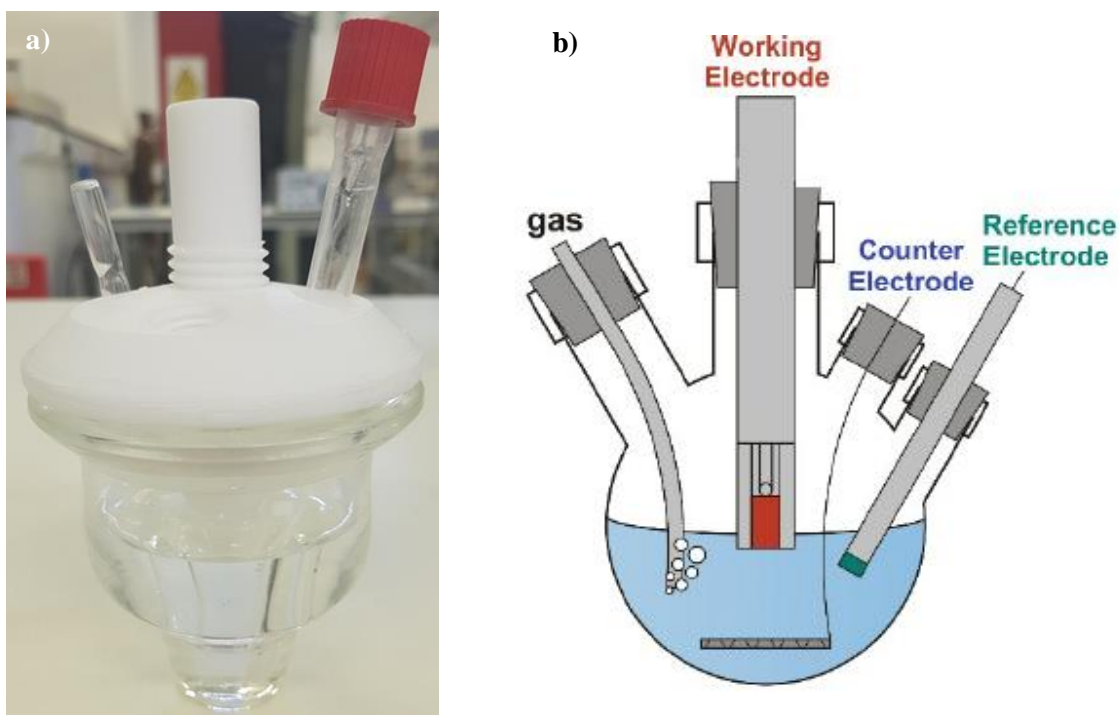 a)
b)
Working
Electrode
gas
Counter
Electrode
Reference
Electrode